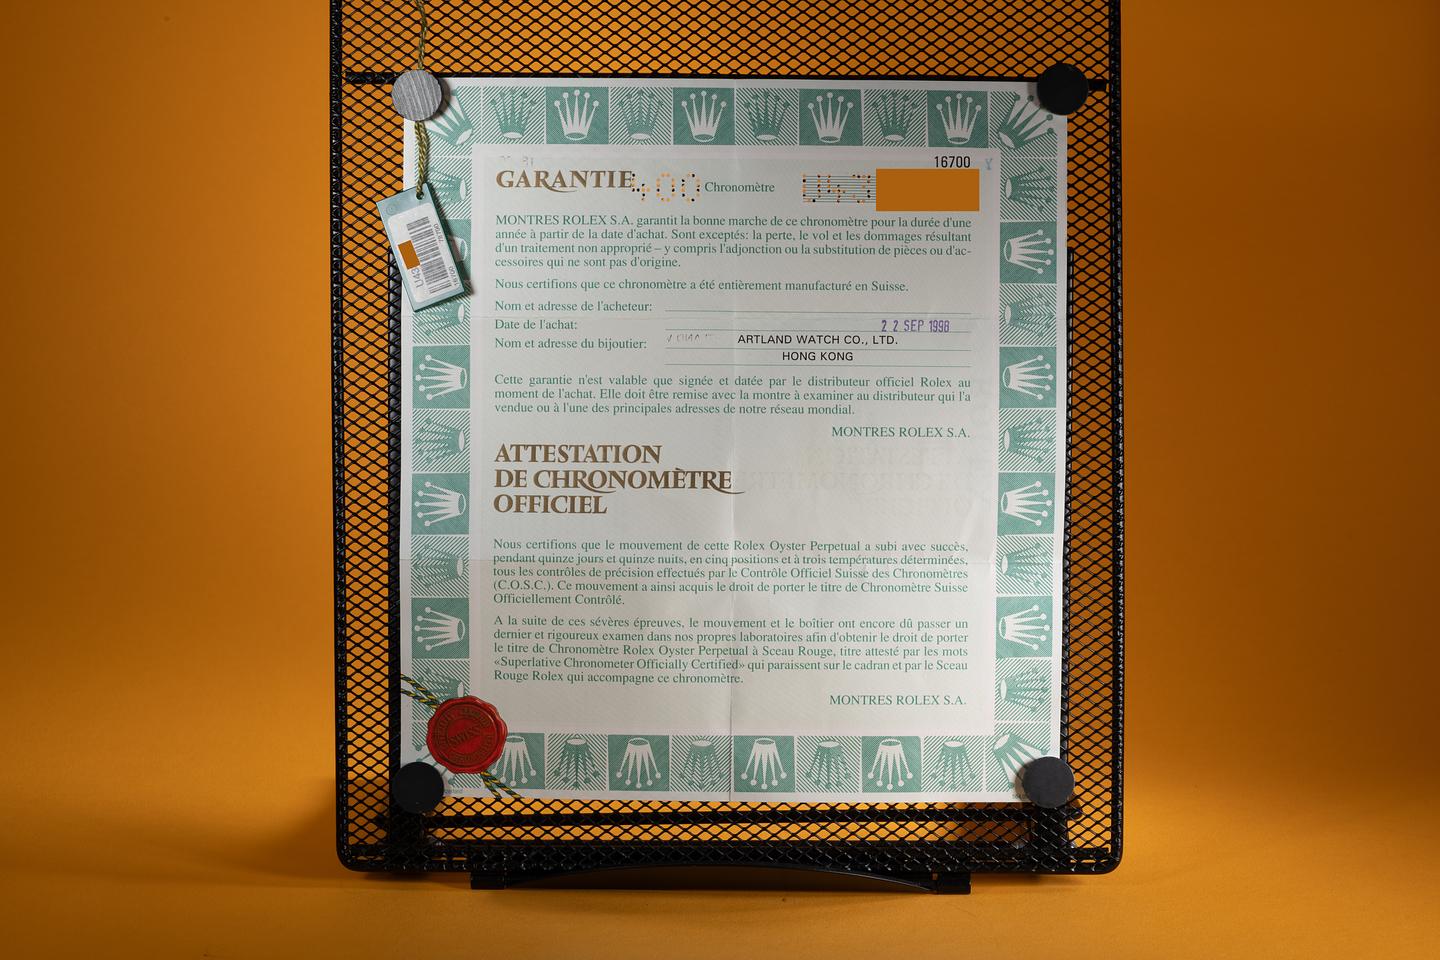 16700 Y
GARANTIE 400 Chronomètre U43
MONTRES ROLEX S.A. garantit la bonne marche de ce chronomètre pour la durée d'une
année à partir de la date d'achat. Sont exceptés: la perte, le vol et les dommages résultant
d'un traitement non approprié – y compris l'adjonction ou la substitution de pièces ou d'ac-
cessoires qui ne sont pas d'origine.
Nous certifions que ce chronomètre a été entièrement manufacturé en Suisse.
Nom et adresse de l'acheteur:
Date de l'achat: 2 2 SEP 1998
Nom et adresse du bijoutier: ARTLAND WATCH CO., LTD.
HONG KONG
Cette garantie n'est valable que signée et datée par le distributeur officiel Rolex au
moment de l'achat. Elle doit être remise avec la montre à examiner au distributeur qui l'a
vendue ou à l'une des principales adresses de notre réseau mondial.
MONTRES ROLEX S.A.
ATTESTATION
DE CHRONOMÈTRE
OFFICIEL
Nous certifions que le mouvement de cette Rolex Oyster Perpetual a subi avec succès,
pendant quinze jours et quinze nuits, en cinq positions et à trois températures déterminées,
tous les contrôles de précision effectués par le Contrôle Officiel Suisse des Chronomètres
(C.O.S.C.). Ce mouvement a ainsi acquis le droit de porter le titre de Chronomètre Suisse
Officiellement Contrôlé.
A la suite de ces sévères épreuves, le mouvement et le boîtier ont encore dû passer un
dernier et rigoureux examen dans nos propres laboratoires afin d'obtenir le droit de porter
le titre de Chronomètre Rolex Oyster Perpetual à Sceau Rouge, titre attesté par les mots
«Superlative Chronometer Officially Certified» qui paraissent sur le cadran et par le Sceau
Rouge Rolex qui accompagne ce chronomètre.
MONTRES ROLEX S.A.
U43
16700
78790